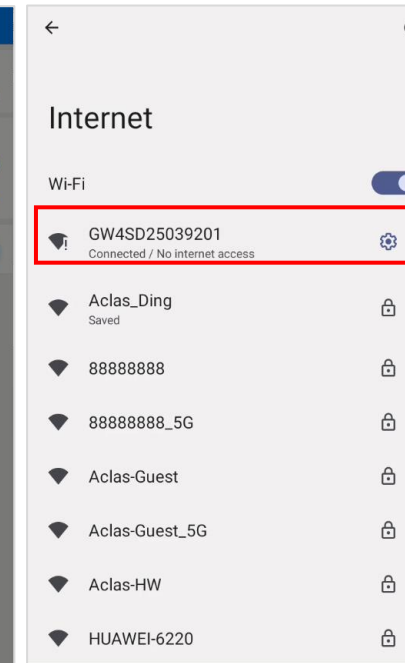 Internet
Wi-Fi
GW4SD25039201
Connected / No internet access
Aclas_Ding
Saved
88888888
88888888_5G
Aclas-Guest
Aclas-Guest_5G
Aclas-HW
HUAWEI-6220